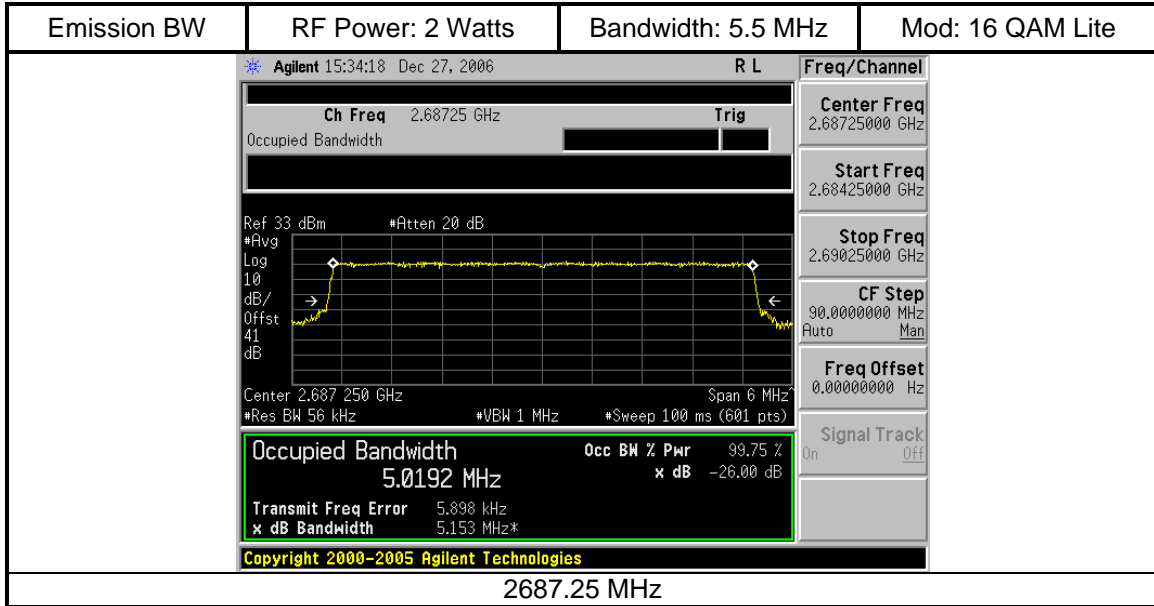 Emission BW RF Power: 2 Watts Bandwidth: 5.5 MHz Mod: 16 QAM Lite
Agilent 15:34:18 Dec 27, 2006 R L Freq/Channel
Ch Freq 2.68725 GHz Trig
Occupied Bandwidth
Center Freq
2.68725000 GHz
Start Freq
2.68425000 GHz
Stop Freq
2.69025000 GHz
CF Step
90.0000000 MHz
Auto Man
Freq Offset
0.00000000 Hz
Signal Track
On Off
Ref 33 dBm #Atten 20 dB
#Avg
Log
10
dB/
Offst
41
dB
Center 2.687 250 GHz Span 6 MHz^
#Res BW 56 kHz #VBW 1 MHz #Sweep 100 ms (601 pts)
Occupied Bandwidth Occ BW % Pwr 99.75 %
5.0192 MHz x dB -26.00 dB
Transmit Freq Error 5.898 kHz
x dB Bandwidth 5.153 MHz*
Copyright 2000-2005 Agilent Technologies
2687.25 MHz